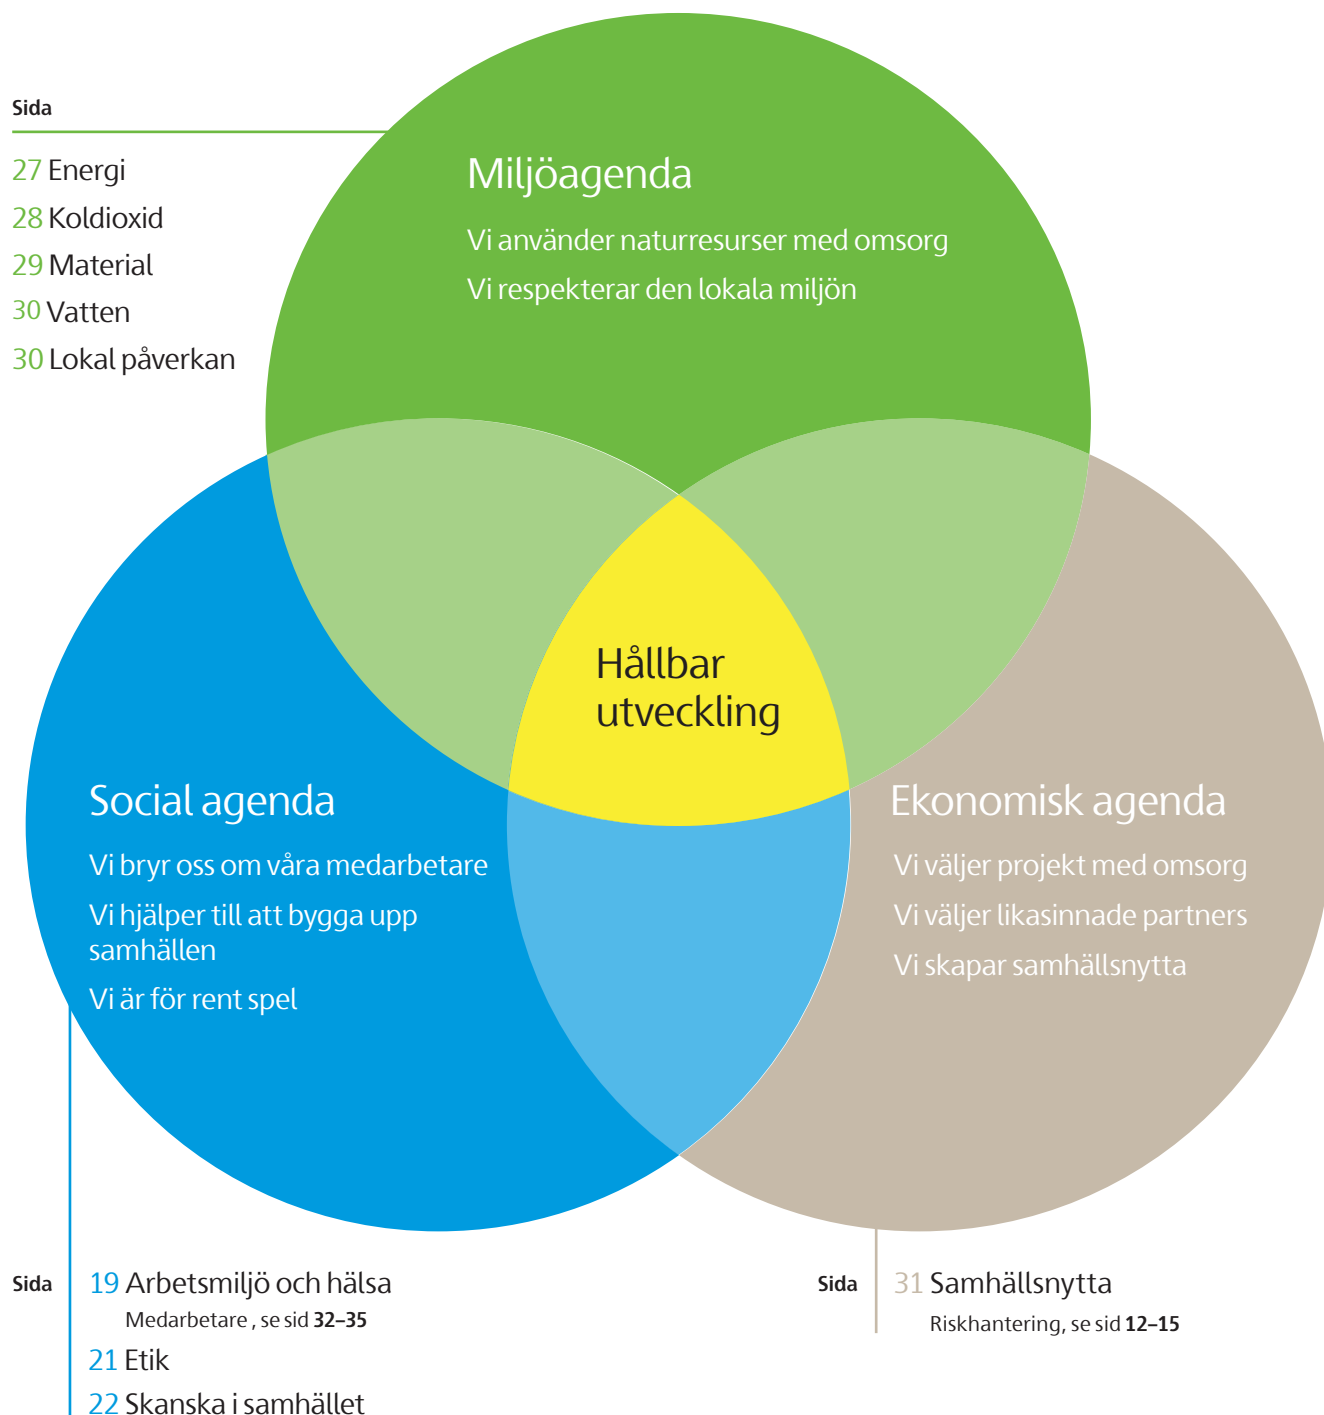 Sida
27 Energi
28 Koldioxid
29 Material
30 Vatten
30 Lokal påverkan
Miljöagenda
Vi använder naturresurser med omsorg
Vi respekterar den lokala miljön
Hållbar
utveckling
Social agenda
Vi bryr oss om våra medarbetare
Vi hjälper till att bygga upp
samhällen
Vi är för rent spel
Ekonomisk agenda
Vi väljer projekt med omsorg
Vi väljer likasinnade partners
Vi skapar samhällsnytta
Sida
19 Arbetsmiljö och hälsa
Medarbetare , se sid 32–35
21 Etik
22 Skanska i samhället
Sida
31 Samhällsnytta
Riskhantering, se sid 12–15